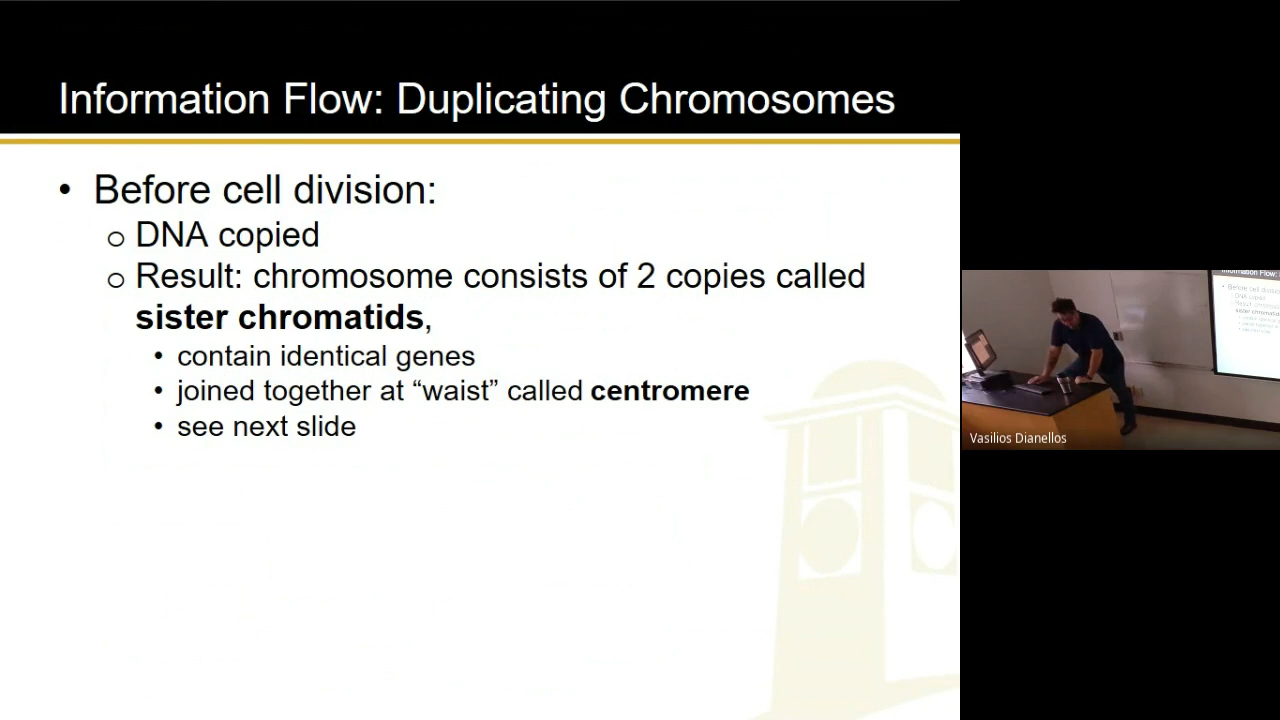 Information Flow: Duplicating Chromosomes
• Before cell division:
o DNA copied
o Result: chromosome consists of 2 copies called
sister chromatids,
• contain identical genes
• joined together at “waist” called centromere
• see next slide
Vasilios Dianellos